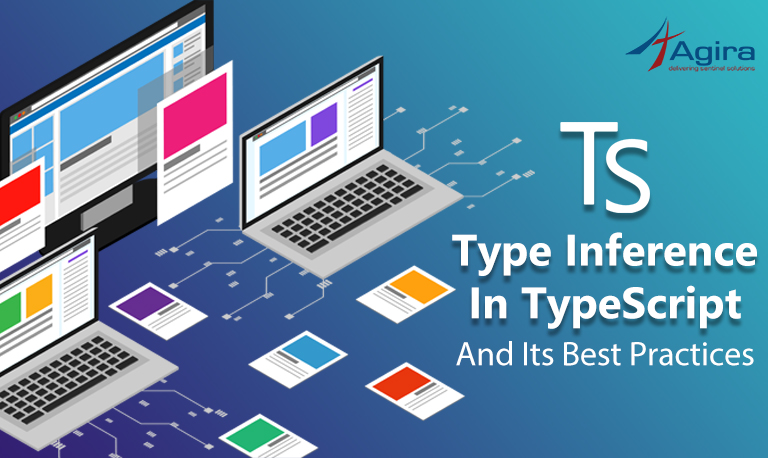 Agira
delivering sentinel solutions
Ts
Type Inference
In TypeScript
And Its Best Practices